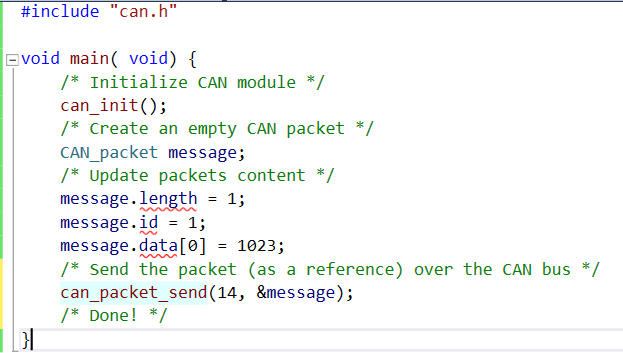 #include "can.h"
void main( void) {
/* Initialize CAN module */
can_init();
/* Create an empty CAN packet */
CAN_packet message;
/* Update packets content */
message.length = 1;
message.id = 1;
message.data[0] = 1023;
/* Send the packet (as a reference) over the CAN bus */
can_packet_send(14, &message);
/* Done! */
}